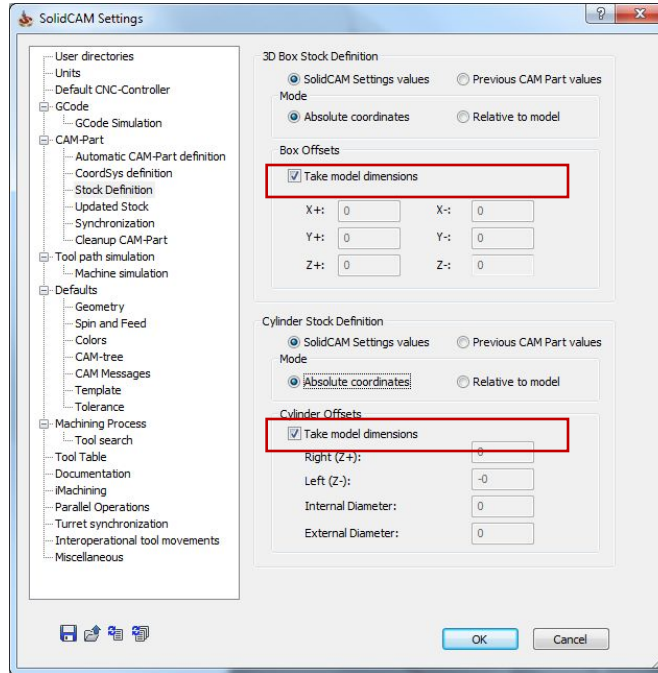 SolidCAM Settings
User directories
Units
Default CNC-Controller
GCode
GCode Simulation
CAM-Part
Automatic CAM-Part definition
CoordSys definition
Stock Definition
Updated Stock
Synchronization
Cleanup CAM-Part
Tool path simulation
Machine simulation
Defaults
Geometry
Spin and Feed
Colors
CAM-tree
CAM Messages
Template
Tolerance
Machining Process
Tool search
Tool Table
Documentation
iMachining
Parallel Operations
Turret synchronization
Interoperational tool movements
Miscellaneous
3D Box Stock Definition
SolidCAM Settings values Previous CAM Part values
Mode
Absolute coordinates Relative to model
Box Offsets
Take model dimensions
X+: 0 X-: 0
Y+: 0 Y-: 0
Z+: 0 Z-: 0
Cylinder Stock Definition
SolidCAM Settings values Previous CAM Part values
Mode
Absolute coordinates Relative to model
Cylinder Offsets
Take model dimensions
Right (Z+): 0
Left (Z-): -0
Internal Diameter: 0
External Diameter: 0
OK Cancel